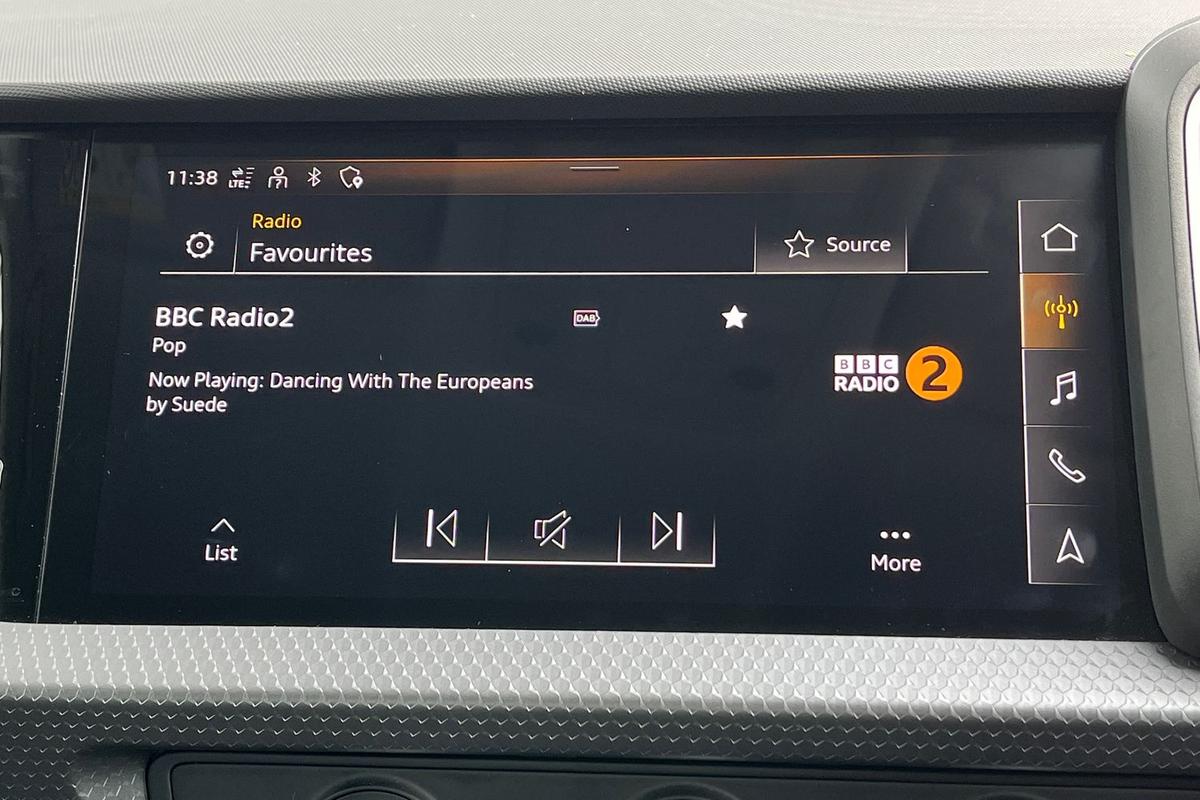 11:38 LTE
Radio
Favourites
Source
BBC Radio2
DAB
Pop
Now Playing: Dancing With The Europeans
by Suede
BBC
RADIO 2
List
More